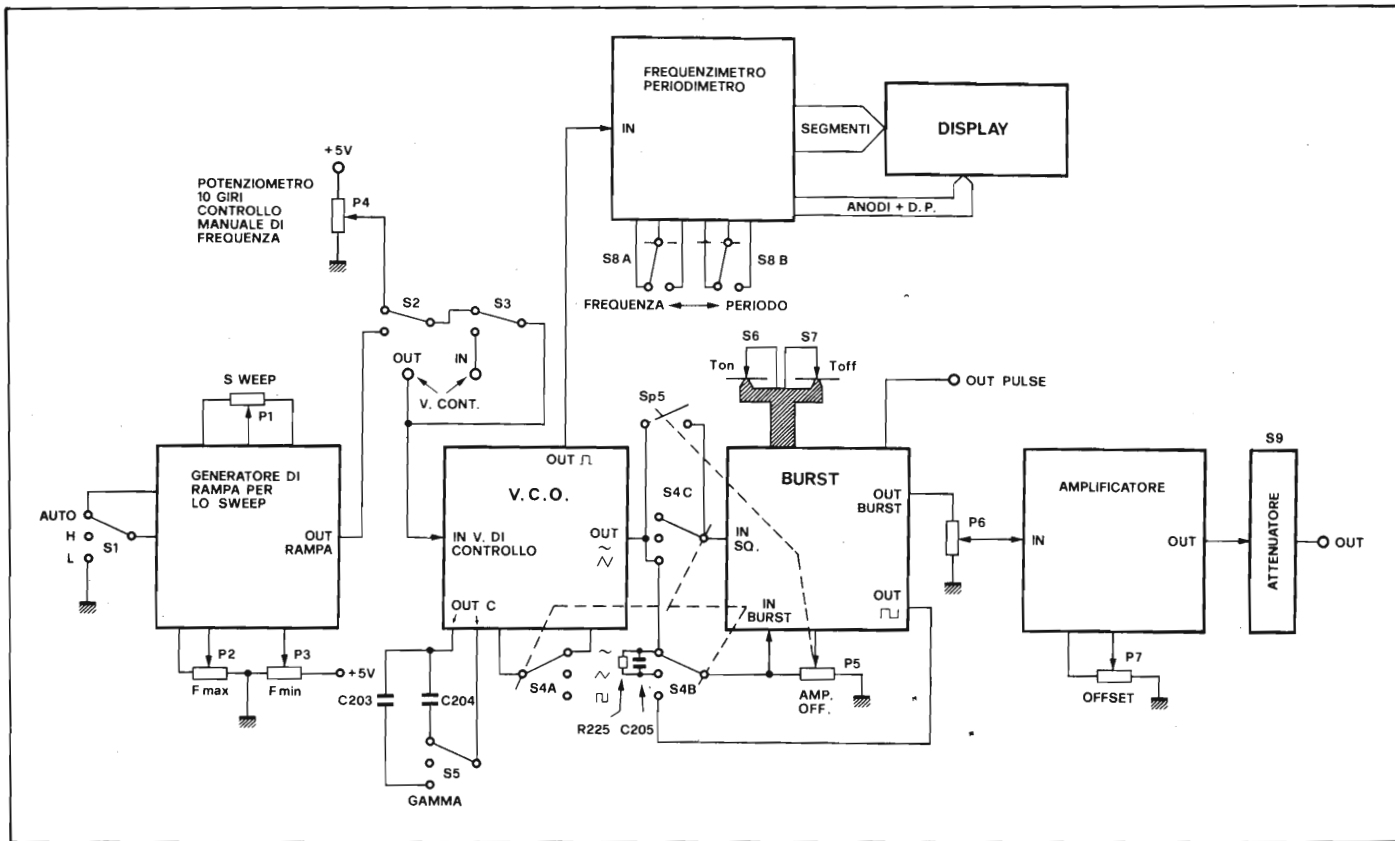 FREQUENZIMETRO
PERIODIMETRO
IN
SEGMENTI
DISPLAY
ANODI + D.P.
S8 A
S8 B
FREQUENZA
PERIODO
+5V
POTENZIOMETRO
10 GIRI
CONTROLLO
MANUALE DI
FREQUENZA
P4
S2
S3
OUT
IN
V. CONT.
S WEEP
P1
GENERATORE DI
RAMPA PER
LO SWEEP
OUT
RAMPA
AUTO
H
L
S1
P2
F max
P3
F min
+5V
OUT
V.C.O.
IN V. DI
CONTROLLO
OUT
~
OUT C
C203
C204
S5
GAMMA
S4A
~
R225
C205
S4B
S4C
Sp5
S6
S7
Ton
Toff
OUT PULSE
BURST
OUT
BURST
IN
SQ.
IN
BURST
OUT
P5
AMP.
OFF.
P6
AMPLIFICATORE
IN
OUT
P7
OFFSET
S9
ATTENUATORE
OUT